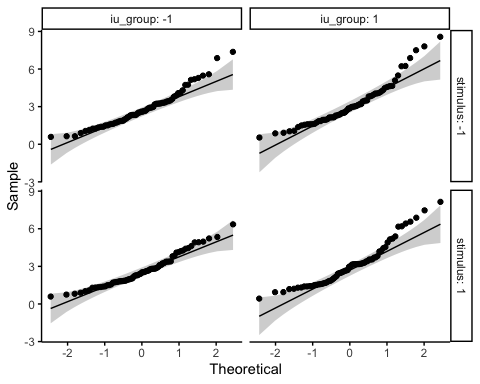 iu_group: -1
iu_group: 1
9
6
3
0
-3
stimulus: -1
9
6
3
0
-3
stimulus: 1
Sample
-2 -1 0 1 2
-2 -1 0 1 2
Theoretical